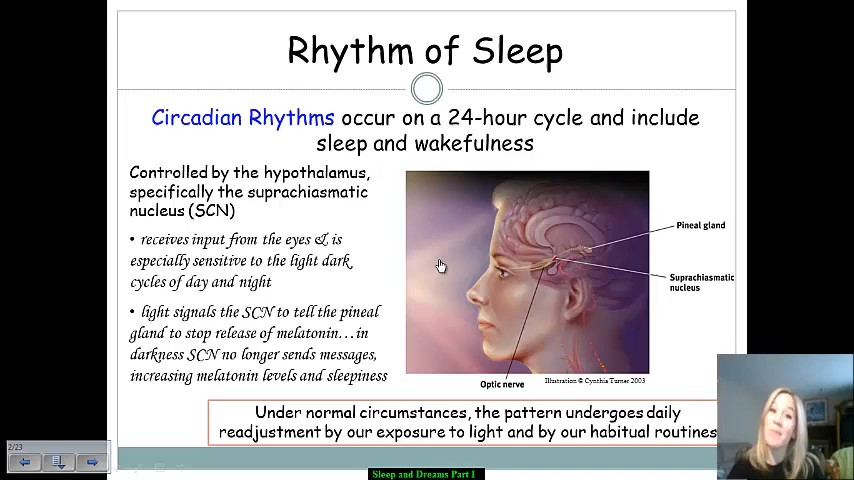 Rhythm of Sleep
Circadian Rhythms occur on a 24-hour cycle and include
sleep and wakefulness
Controlled by the hypothalamus,
specifically the suprachiasmatic
nucleus (SCN)
• receives input from the eyes & is
especially sensitive to the light dark
cycles of day and night
• light signals the SCN to tell the pineal
gland to stop release of melatonin…in
darkness SCN no longer sends messages,
increasing melatonin levels and sleepiness
Pineal gland
Suprachiasmatic
nucleus
Optic nerve
Illustration © Cynthia Turner 2003
Under normal circumstances, the pattern undergoes daily
readjustment by our exposure to light and by our habitual routines
2/23
Sleep and Dreams Part I